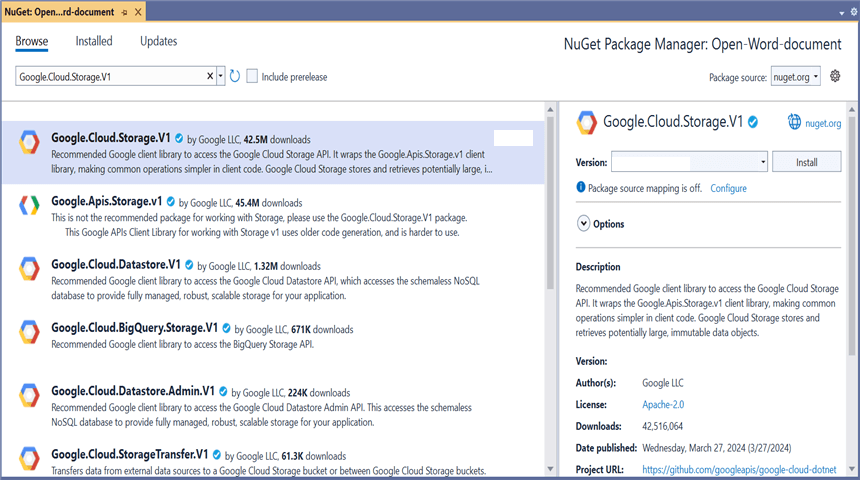 NuGet: Open...rd-document
Browse Installed Updates
NuGet Package Manager: Open-Word-document
Google.Cloud.Storage.V1
Include prerelease
Package source: nuget.org
Google.Cloud.Storage.V1 by Google LLC, 42.5M downloads
Recommended Google client library to access the Google Cloud Storage API. It wraps the Google.Apis.Storage.v1 client
library, making common operations simpler in client code. Google Cloud Storage stores and retrieves potentially large, i...
Google.Apis.Storage.v1 by Google LLC, 45.4M downloads
This is not the recommended package for working with Storage, please use the Google.Cloud.Storage.V1 package.
This Google APIs Client Library for working with Storage v1 uses older code generation, and is harder to use.
Google.Cloud.Datastore.V1 by Google LLC, 1.32M downloads
Recommended Google client library to access the Google Cloud Datastore API, which accesses the schemaless NoSQL
database to provide fully managed, robust, scalable storage for your application.
Google.Cloud.BigQuery.Storage.V1 by Google LLC, 671K downloads
Recommended Google client library to access the BigQuery Storage API.
Google.Cloud.Datastore.Admin.V1 by Google LLC, 224K downloads
Recommended Google client library to access the Google Cloud Datastore Admin API. This accesses the schemaless
NoSQL database to provide fully managed, robust, scalable storage for your application.
Google.Cloud.StorageTransfer.V1 by Google LLC, 61.3K downloads
Transfers data from external data sources to a Google Cloud Storage bucket or between Google Cloud Storage buckets.
Google.Cloud.Storage.V1 nuget.org
Version: Install
Package source mapping is off. Configure
Options
Description
Recommended Google client library to access the Google Cloud Storage
API. It wraps the Google.Apis.Storage.v1 client library, making common
operations simpler in client code. Google Cloud Storage stores and
retrieves potentially large, immutable data objects.
Version:
Author(s): Google LLC
License: Apache-2.0
Downloads: 42,516,064
Date published: Wednesday, March 27, 2024 (3/27/2024)
Project URL: https://github.com/googleapis/google-cloud-dotnet